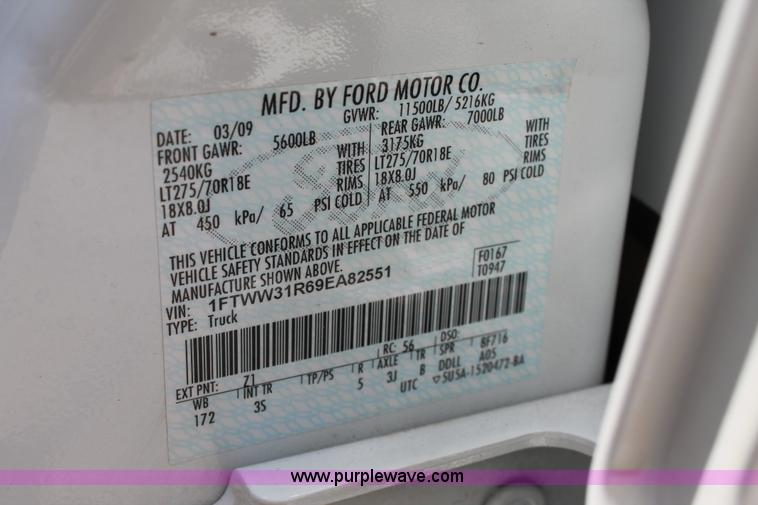 MFD. BY FORD MOTOR CO.
DATE: 03/09 GVWR: 11500LB/ 5216KG
FRONT GAWR: 5600LB REAR GAWR: 7000LB
2540KG WITH 3175KG WITH
LT275/70R18E TIRES LT275/70R18E TIRES
18X8.0J RIMS 18X8.0J RIMS
AT 450 kPa/ 65 PSI COLD AT 550 kPa/ 80 PSI COLD
THIS VEHICLE CONFORMS TO ALL APPLICABLE FEDERAL MOTOR
VEHICLE SAFETY STANDARDS IN EFFECT ON THE DATE OF
MANUFACTURE SHOWN ABOVE.
VIN: 1FTWW31R69EA82551
TYPE: Truck
F0167
T0947
EXT PNT: Z1 RC: 56 DSO:
WB INT TR TP/PS R AXLE TR SPR BF716
172 3S 5 3J B DDLL A05
UTC ▽5U5A-1520472-BA
Ford
www.purplewave.com